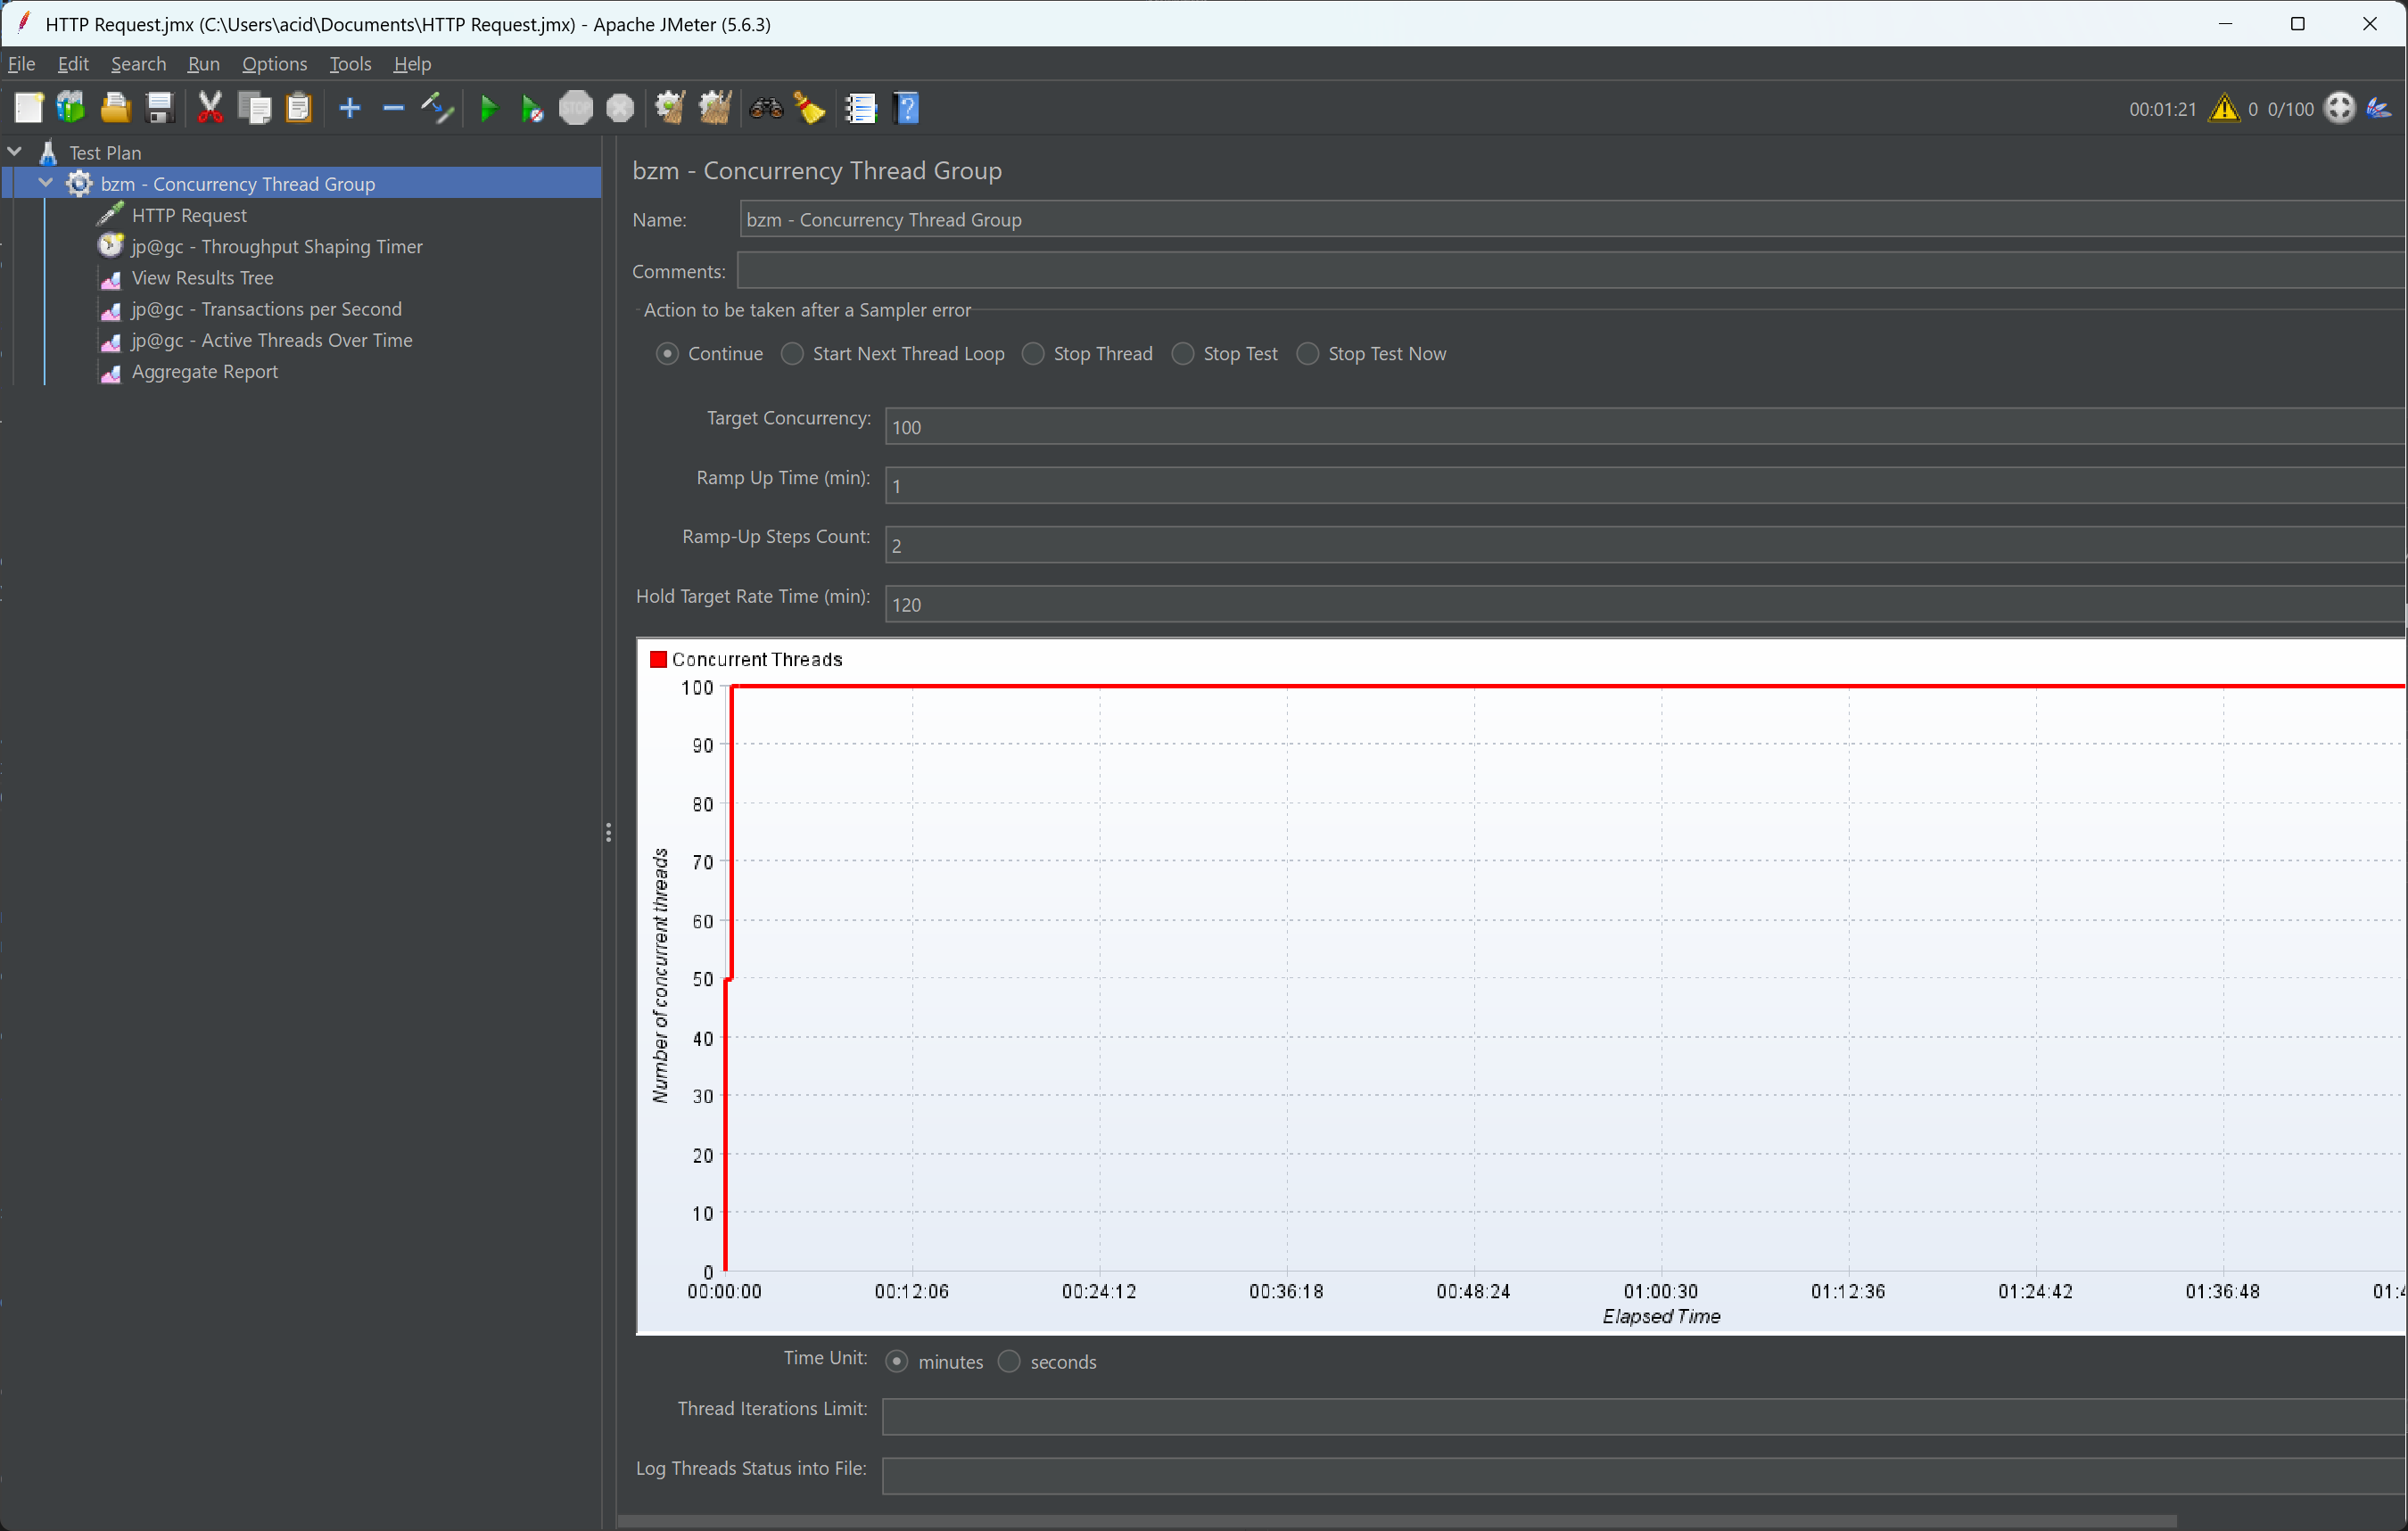 HTTP Request.jmx (C:\Users\acid\Documents\HTTP Request.jmx) - Apache JMeter (5.6.3)
File Edit Search Run Options Tools Help
STOP
?
00:01:21 0 0/100
Test Plan
bzm - Concurrency Thread Group
HTTP Request
jp@gc - Throughput Shaping Timer
View Results Tree
jp@gc - Transactions per Second
jp@gc - Active Threads Over Time
Aggregate Report
bzm - Concurrency Thread Group
Name: bzm - Concurrency Thread Group
Comments:
Action to be taken after a Sampler error
Continue Start Next Thread Loop Stop Thread Stop Test Stop Test Now
Target Concurrency: 100
Ramp Up Time (min): 1
Ramp-Up Steps Count: 2
Hold Target Rate Time (min): 120
Concurrent Threads
100
90
80
70
60
50
40
30
20
10
0
Number of concurrent threads
00:00:00 00:12:06 00:24:12 00:36:18 00:48:24 01:00:30 01:12:36 01:24:42 01:36:48 01:4
Elapsed Time
Time Unit: minutes seconds
Thread Iterations Limit:
Log Threads Status into File: